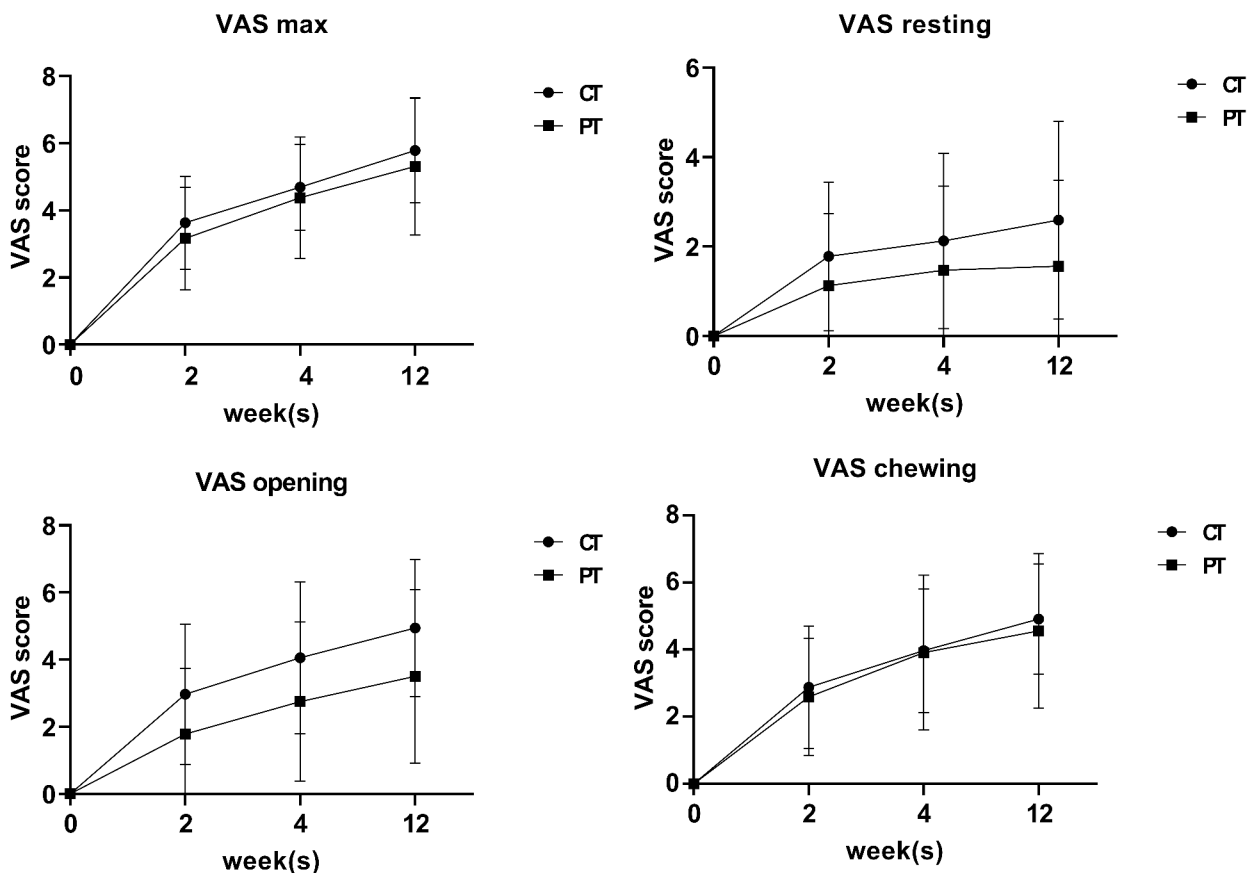 VAS max
8
6
4
2
0
VAS score
0 2 4 12
week(s)
CT
PT
VAS resting
6
4
2
0
VAS score
0 2 4 12
week(s)
CT
PT
VAS opening
8
6
4
2
0
VAS score
0 2 4 12
week(s)
CT
PT
VAS chewing
8
6
4
2
0
VAS score
0 2 4 12
week(s)
CT
PT